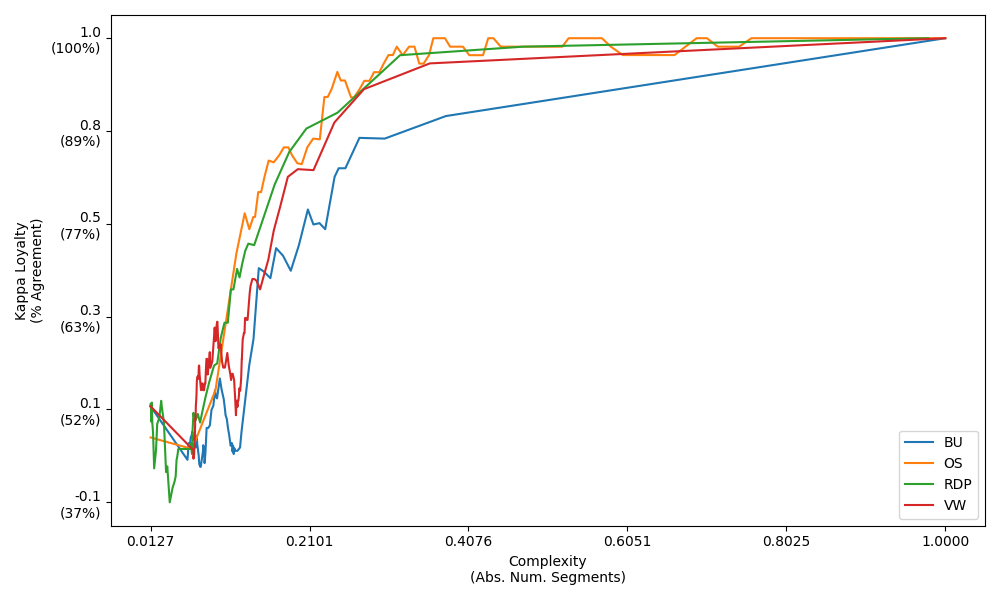 Kappa Loyalty
(% Agreement)
1.0
(100%)
0.8
(89%)
0.5
(77%)
0.3
(63%)
0.1
(52%)
-0.1
(37%)
BU
OS
RDP
VW
0.0127 0.2101 0.4076 0.6051 0.8025 1.0000
Complexity
(Abs. Num. Segments)